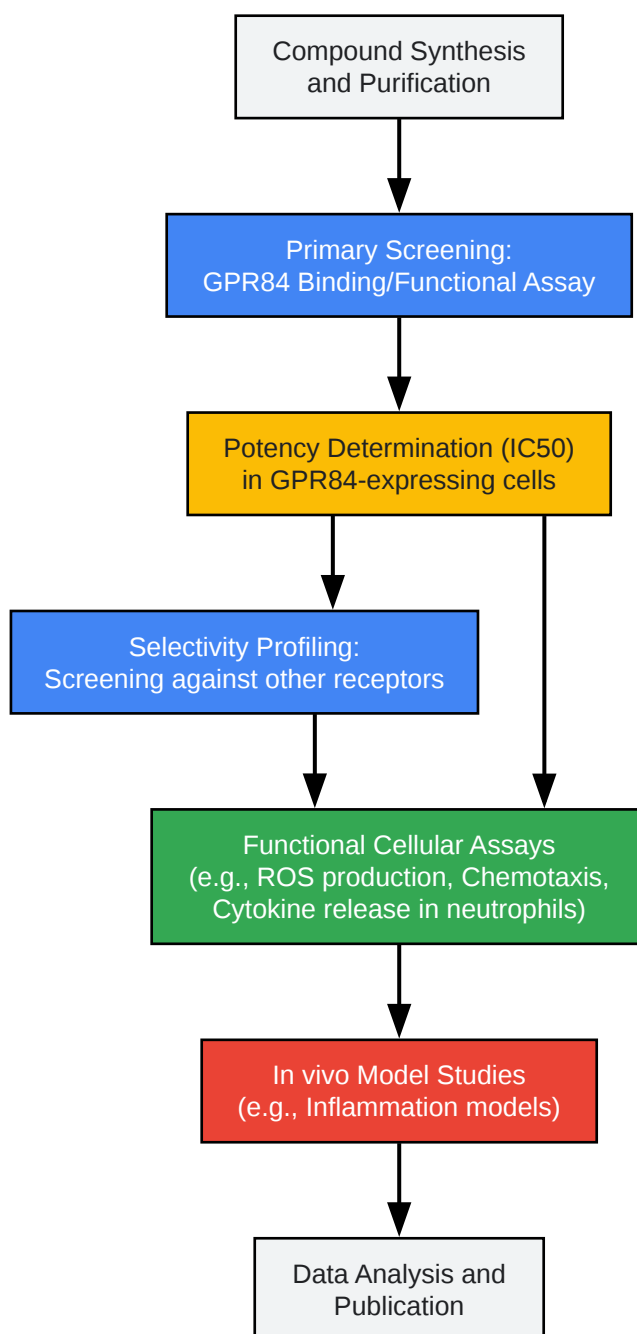 Compound Synthesis
and Purification
Primary Screening:
GPR84 Binding/Functional Assay
Potency Determination (IC50)
in GPR84-expressing cells
Selectivity Profiling:
Screening against other receptors
Functional Cellular Assays
(e.g., ROS production, Chemotaxis,
Cytokine release in neutrophils)
In vivo Model Studies
(e.g., Inflammation models)
Data Analysis and
Publication